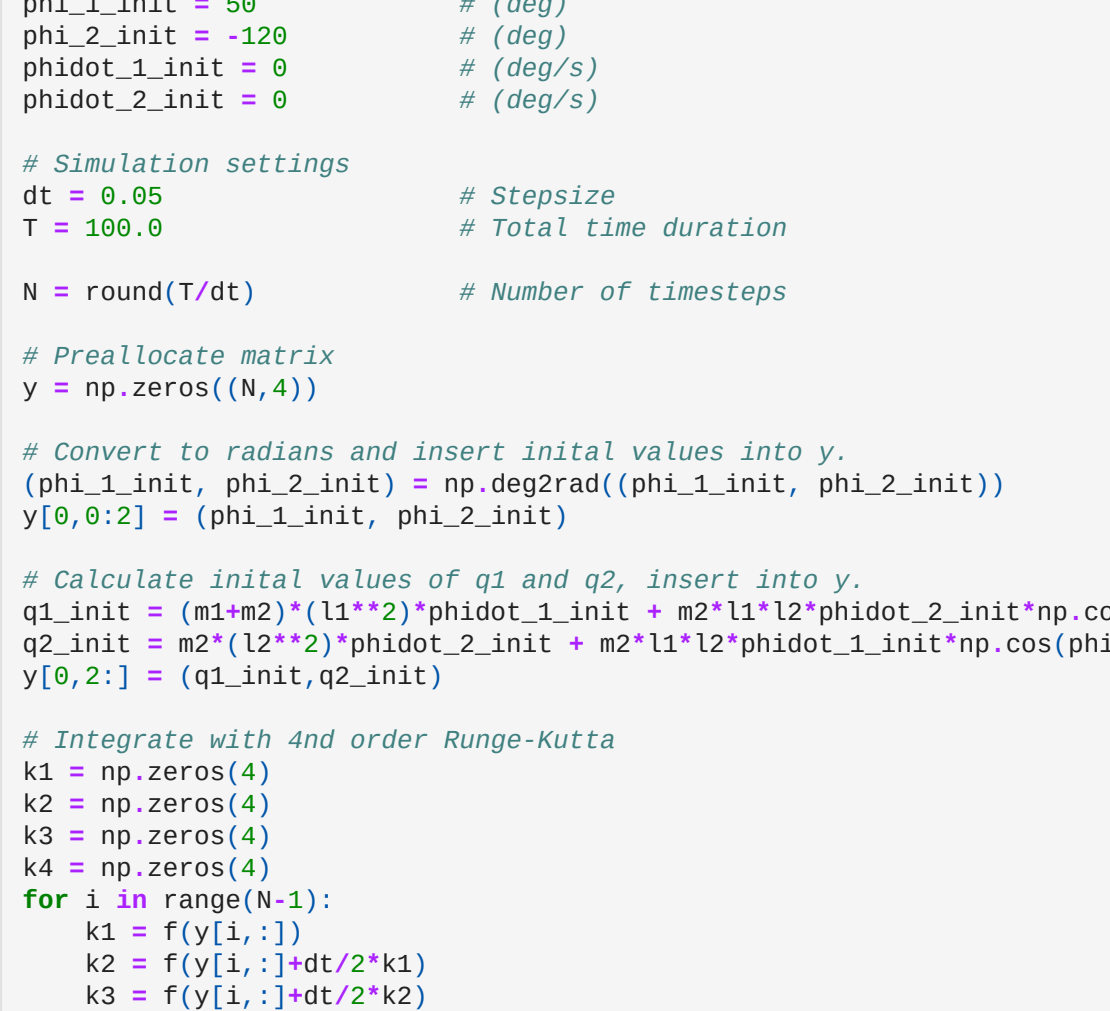 phi_1_init = 50 # (deg)
phi_2_init = -120 # (deg)
phidot_1_init = 0 # (deg/s)
phidot_2_init = 0 # (deg/s)
# Simulation settings
dt = 0.05 # Stepsize
T = 100.0 # Total time duration
N = round(T/dt) # Number of timesteps
# Preallocate matrix
y = np.zeros((N,4))
# Convert to radians and insert inital values into y.
(phi_1_init, phi_2_init) = np.deg2rad((phi_1_init, phi_2_init))
y[0,0:2] = (phi_1_init, phi_2_init)
# Calculate inital values of q1 and q2, insert into y.
q1_init = (m1+m2)*(l1**2)*phidot_1_init + m2*l1*l2*phidot_2_init*np.co
q2_init = m2*(l2**2)*phidot_2_init + m2*l1*l2*phidot_1_init*np.cos(phi
y[0,2:] = (q1_init,q2_init)
# Integrate with 4nd order Runge-Kutta
k1 = np.zeros(4)
k2 = np.zeros(4)
k3 = np.zeros(4)
k4 = np.zeros(4)
for i in range(N-1):
    k1 = f(y[i,:])
    k2 = f(y[i,:]+dt/2*k1)
    k3 = f(y[i,:]+dt/2*k2)